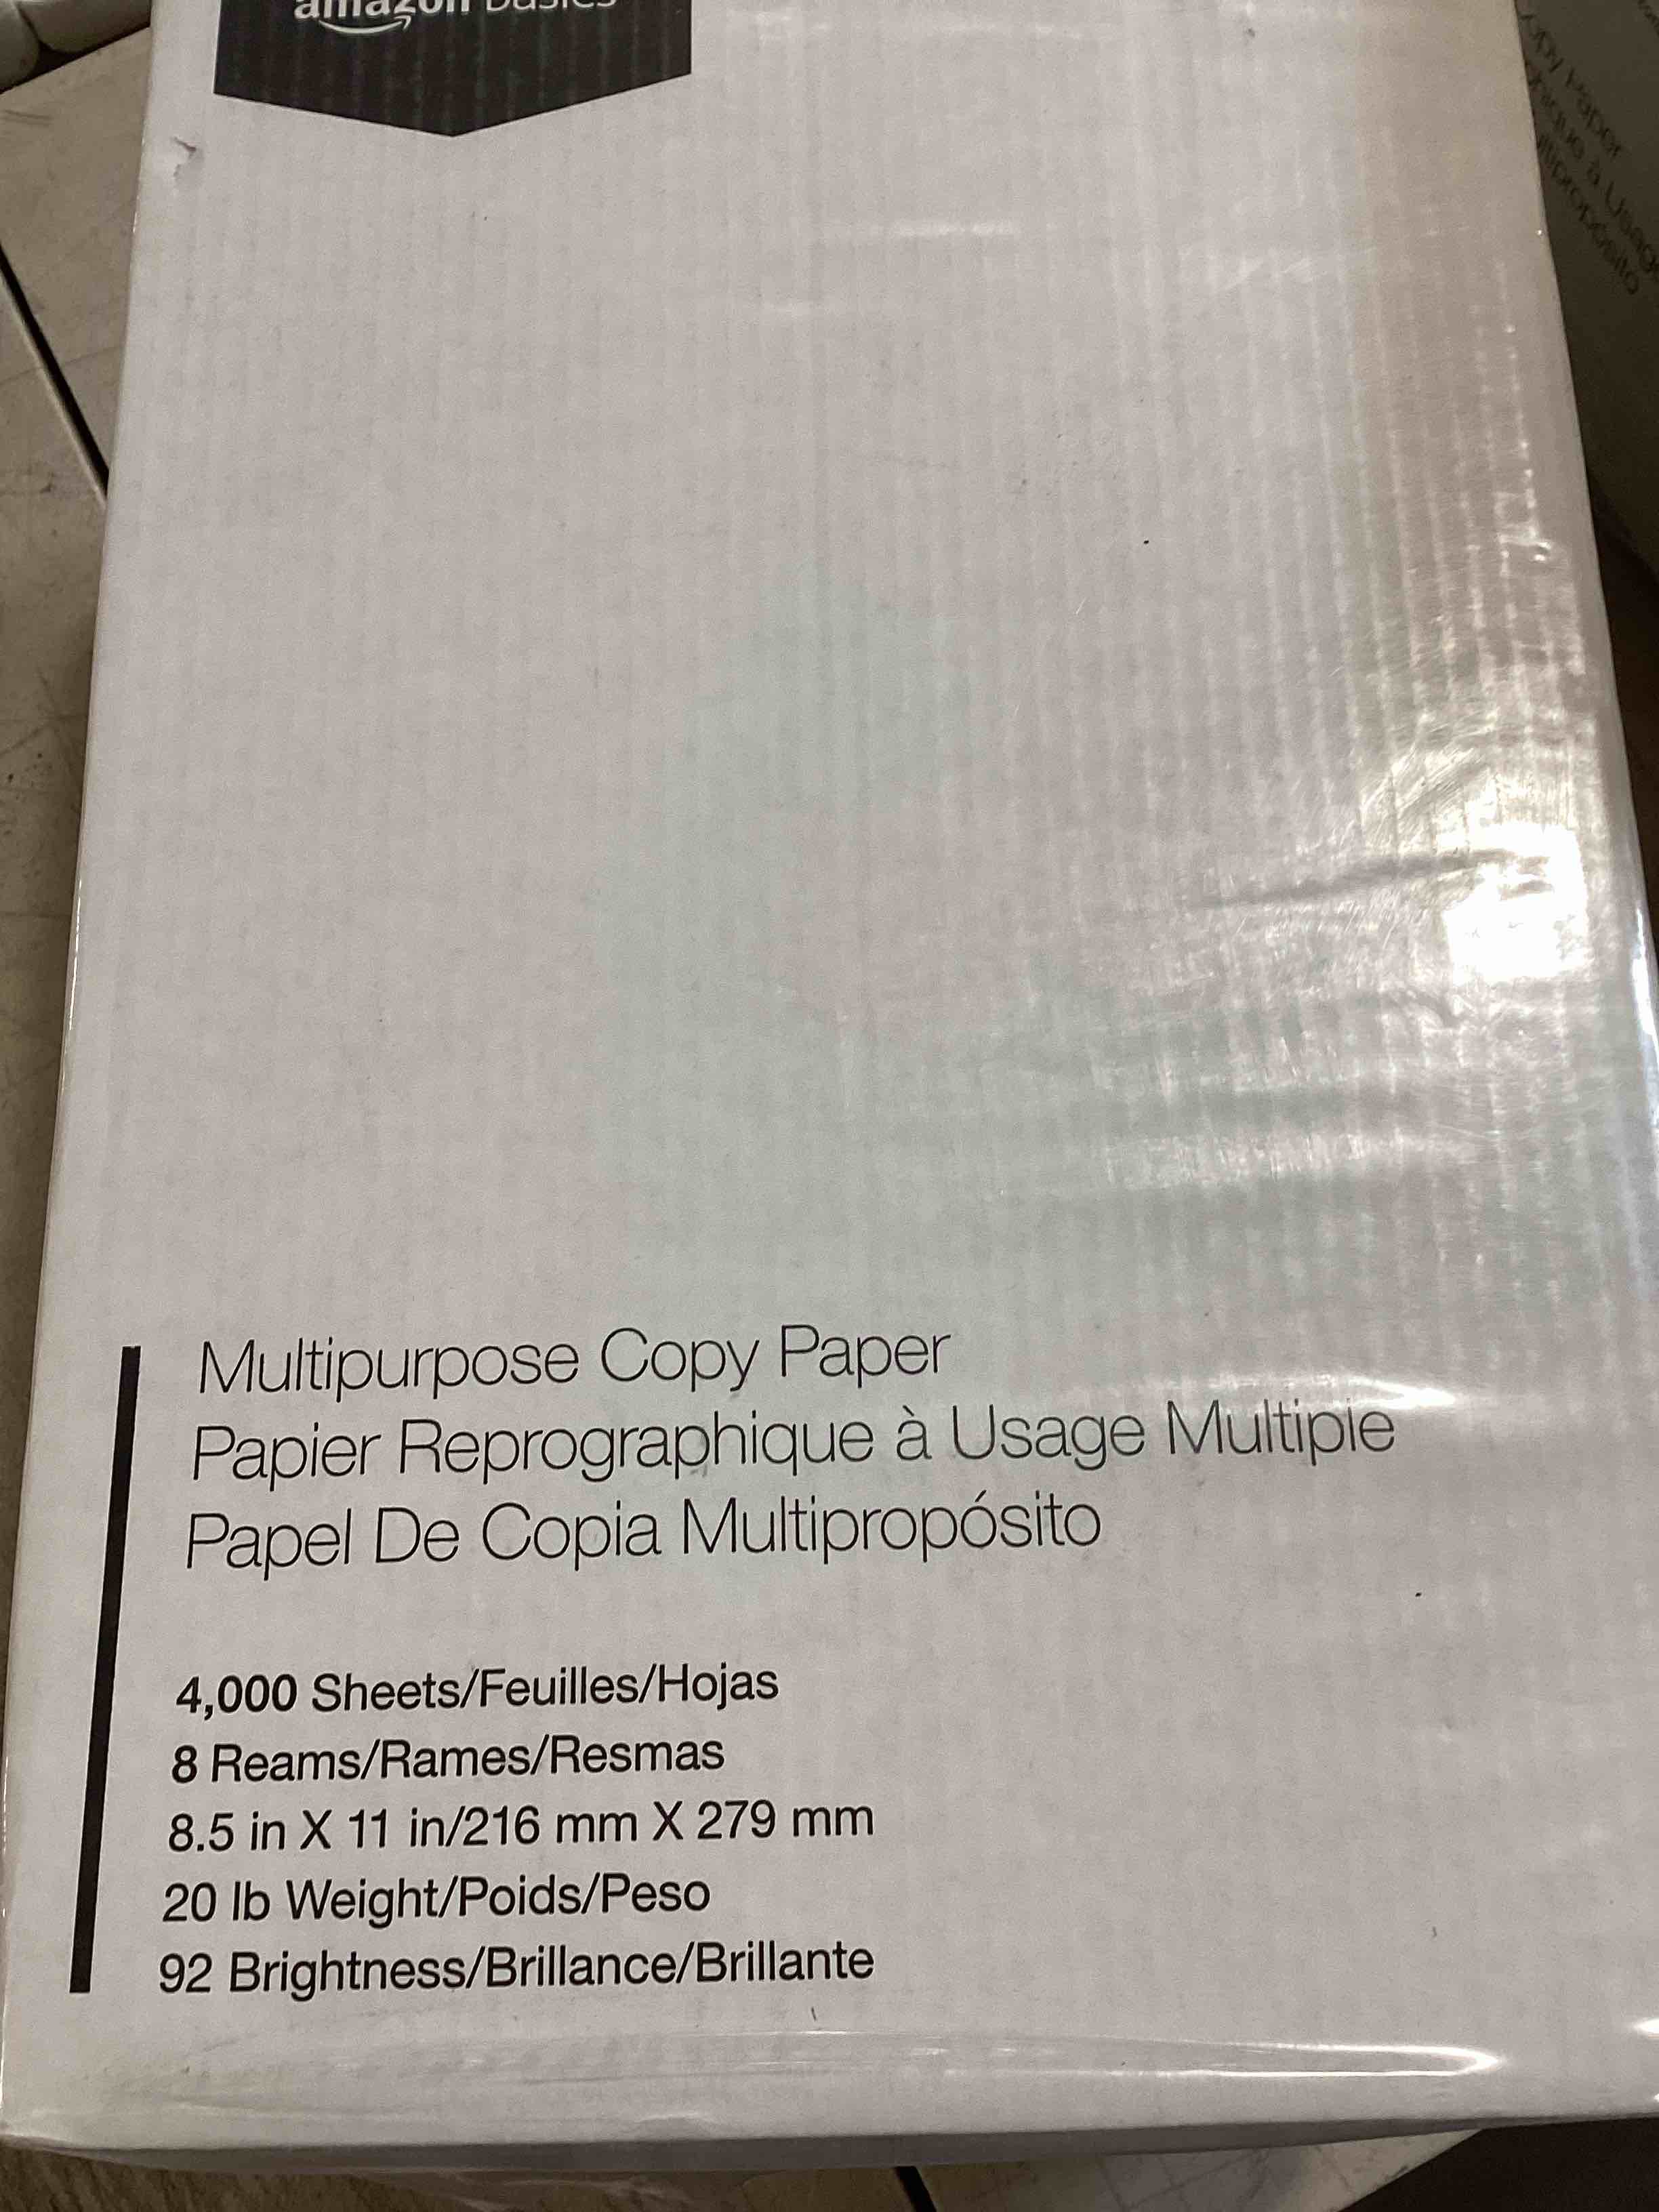 amazon basics
Multipurpose Copy Paper
Papier Reprographique à Usage Multiple
Papel De Copia Multipropósito
4,000 Sheets/Feuilles/Hojas
8 Reams/Rames/Resmas
8.5 in X 11 in/216 mm X 279 mm
20 lb Weight/Poids/Peso
92 Brightness/Brillance/Brillante